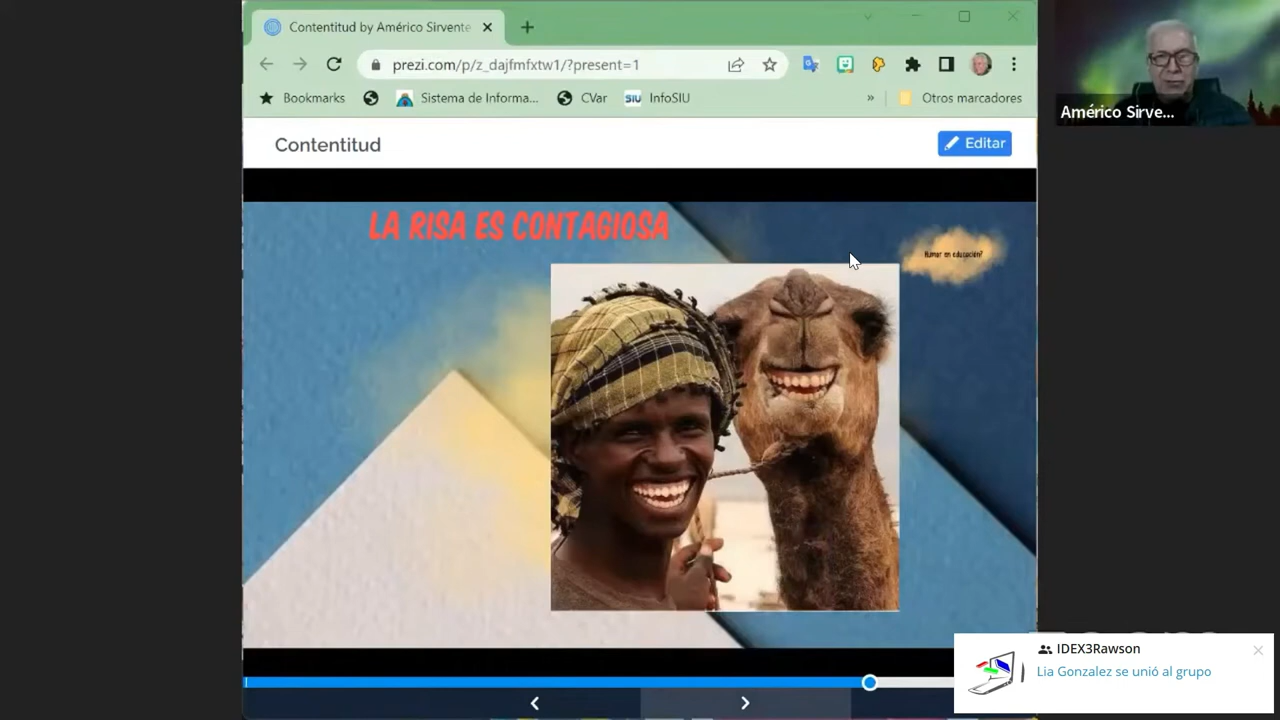 Contentitud by Américo Sirvente
prezi.com/p/z_dajfmfxtw1/?present=1
Bookmarks
Sistema de Informa...
CVar
SIU
InfoSIU
»
Otros marcadores
Contentitud
Editar
LA RISA ES CONTAGIOSA
Humor en educación?
Américo Sirve...
IDEX3Rawson
Lia Gonzalez se unió al grupo